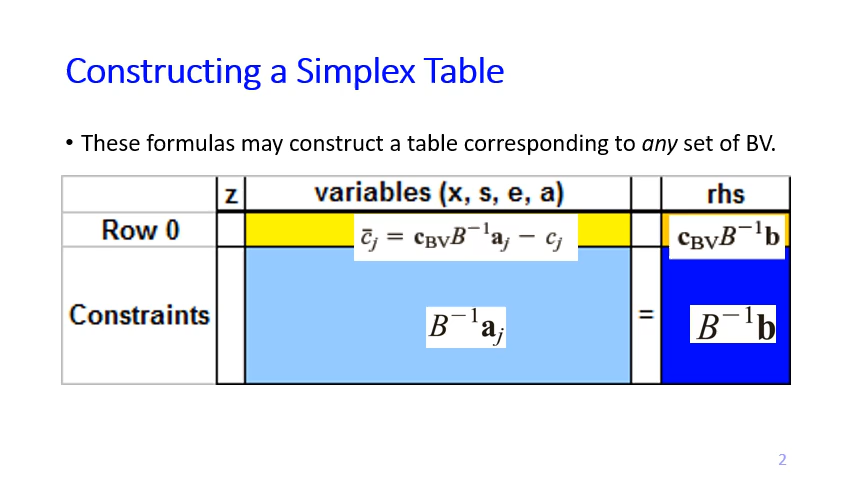 Constructing a Simplex Table
• These formulas may construct a table corresponding to any set of BV.
z variables (x, s, e, a) rhs
Row 0 c̄ⱼ = c_BV B⁻¹aⱼ − cⱼ c_BV B⁻¹b
Constraints B⁻¹aⱼ = B⁻¹b
2